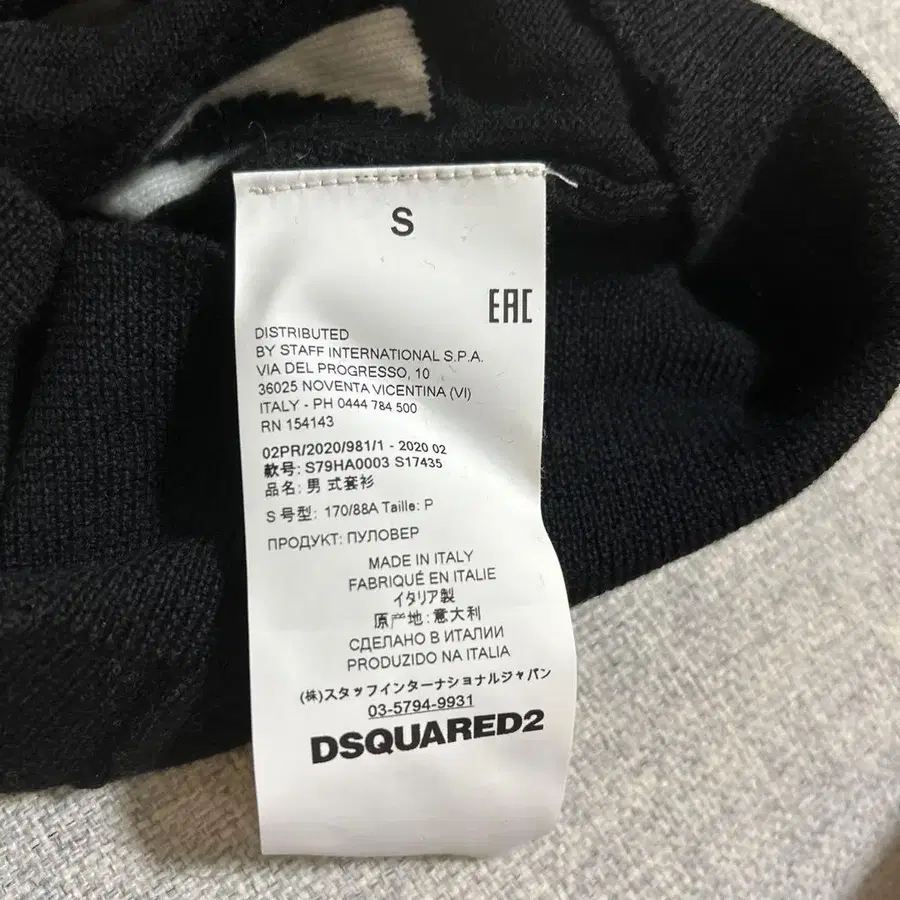 S
EAC
DISTRIBUTED
BY STAFF INTERNATIONAL S.P.A.
VIA DEL PROGRESSO, 10
36025 NOVENTA VICENTINA (VI)
ITALY - PH 0444 784 500
RN 154143
02PR/2020/981/1 - 2020 02
款号: S79HA0003 S17435
品名: 男 式套衫
S 号型: 170/88A Taille: P
ПРОДУКТ: ПУЛОВЕР
MADE IN ITALY
FABRIQUÉ EN ITALIE
イタリア製
原产地: 意大利
СДЕЛАНО В ИТАЛИИ
PRODUZIDO NA ITALIA
(株)スタッフインターナショナルジャパン
03-5794-9931
DSQUARED2